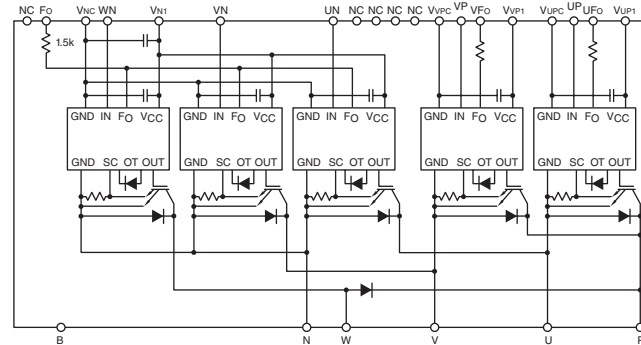 NC FO VNC WN VN1 VN UN NC NC NC NC VVPC VP VFO VVP1 VUPC UP UFO VUP1
1.5k
GND IN FO VCC GND IN FO VCC GND IN FO VCC GND IN FO VCC GND IN FO VCC
GND SC OT OUT GND SC OT OUT GND SC OT OUT GND SC OT OUT GND SC OT OUT
B N W V U P